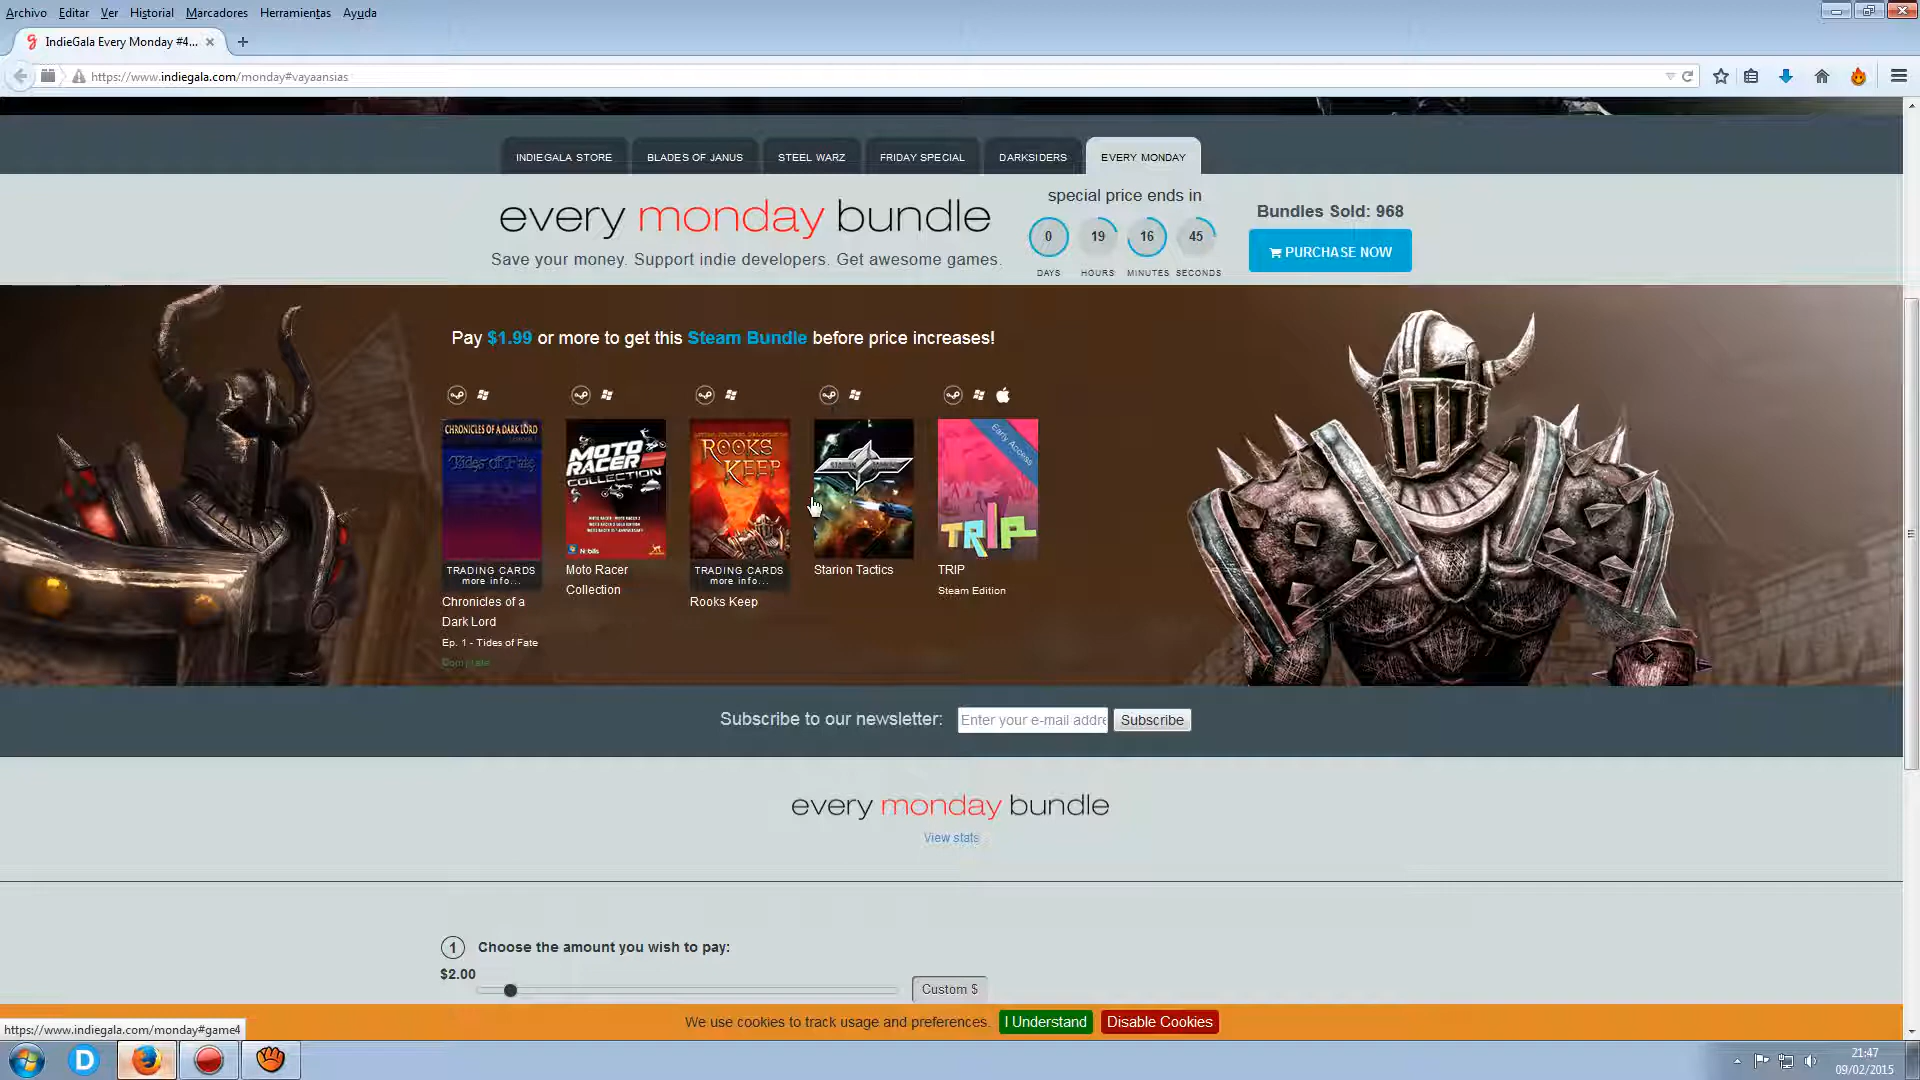 Archivo Editar Ver Historial Marcadores Herramientas Ayuda
IndieGala Every Monday #4...
https://www.indiegala.com/monday#vayaansias
INDIEGALA STORE BLADES OF JANUS STEEL WARZ FRIDAY SPECIAL DARKSIDERS EVERY MONDAY
every monday bundle
Save your money. Support indie developers. Get awesome games.
special price ends in
0 19 16 45
DAYS HOURS MINUTES SECONDS
Bundles Sold: 968
PURCHASE NOW
Pay $1.99 or more to get this Steam Bundle before price increases!
CHRONICLES OF A DARK LORD
Tides of Fate
MOTO RACER COLLECTION
ROOKS KEEP
Early Access
TRIP
TRADING CARDS
more info...
Chronicles of a
Dark Lord
Ep. 1 - Tides of Fate
Moto Racer
Collection
TRADING CARDS
more info...
Rooks Keep
Starion Tactics
TRIP
Steam Edition
Subscribe to our newsletter: Enter your e-mail addre Subscribe
every monday bundle
View stats
1 Choose the amount you wish to pay:
$2.00
Custom $
We use cookies to track usage and preferences. I Understand Disable Cookies
https://www.indiegala.com/monday#game4
D
21:47
09/02/2015